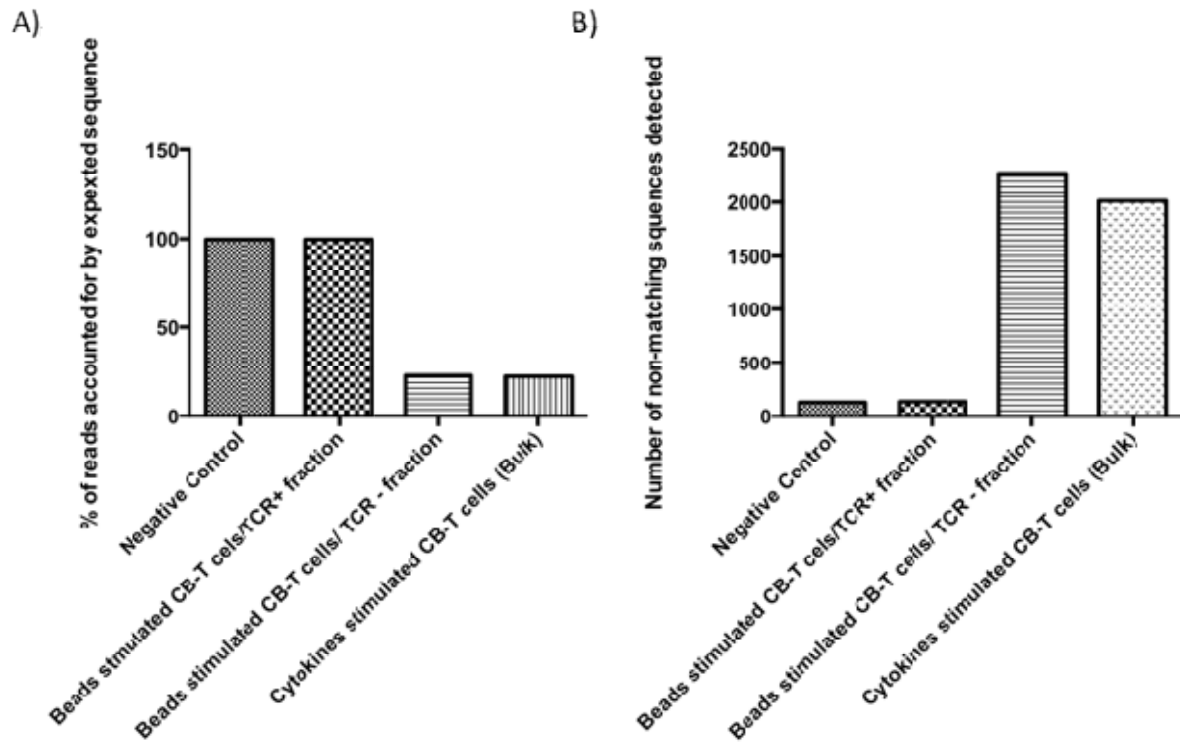 A)
% of reads accounted for by expexted sequence
150
100
50
0
Negative Control
Beads stmulated CB-T cels/TCR+ fraction
Beads stimulated CB-T cells/ TCR - fraction
Cytokines stimulated CB-T cells (Bulk)
B)
Number of non-matching squences detected
2500
2000
1500
1000
500
0
Negative Control
Beads stimulated CB-T cells/TCR+ fraction
Beads stimulated CB-T cells/ TCR - fraction
Cytokines stimulated CB-T cells (Bulk)